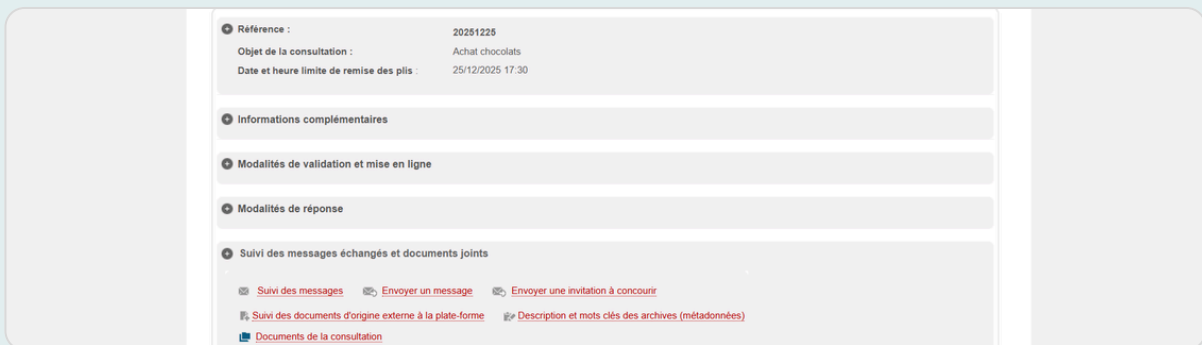 Référence : 20251225
Objet de la consultation : Achat chocolats
Date et heure limite de remise des plis : 25/12/2025 17:30
Informations complémentaires
Modalités de validation et mise en ligne
Modalités de réponse
Suivi des messages échangés et documents joints
Suivi des messages Envoyer un message Envoyer une invitation à concourir
Suivi des documents d'origine externe à la plate-forme Description et mots clés des archives (métadonnées)
Documents de la consultation